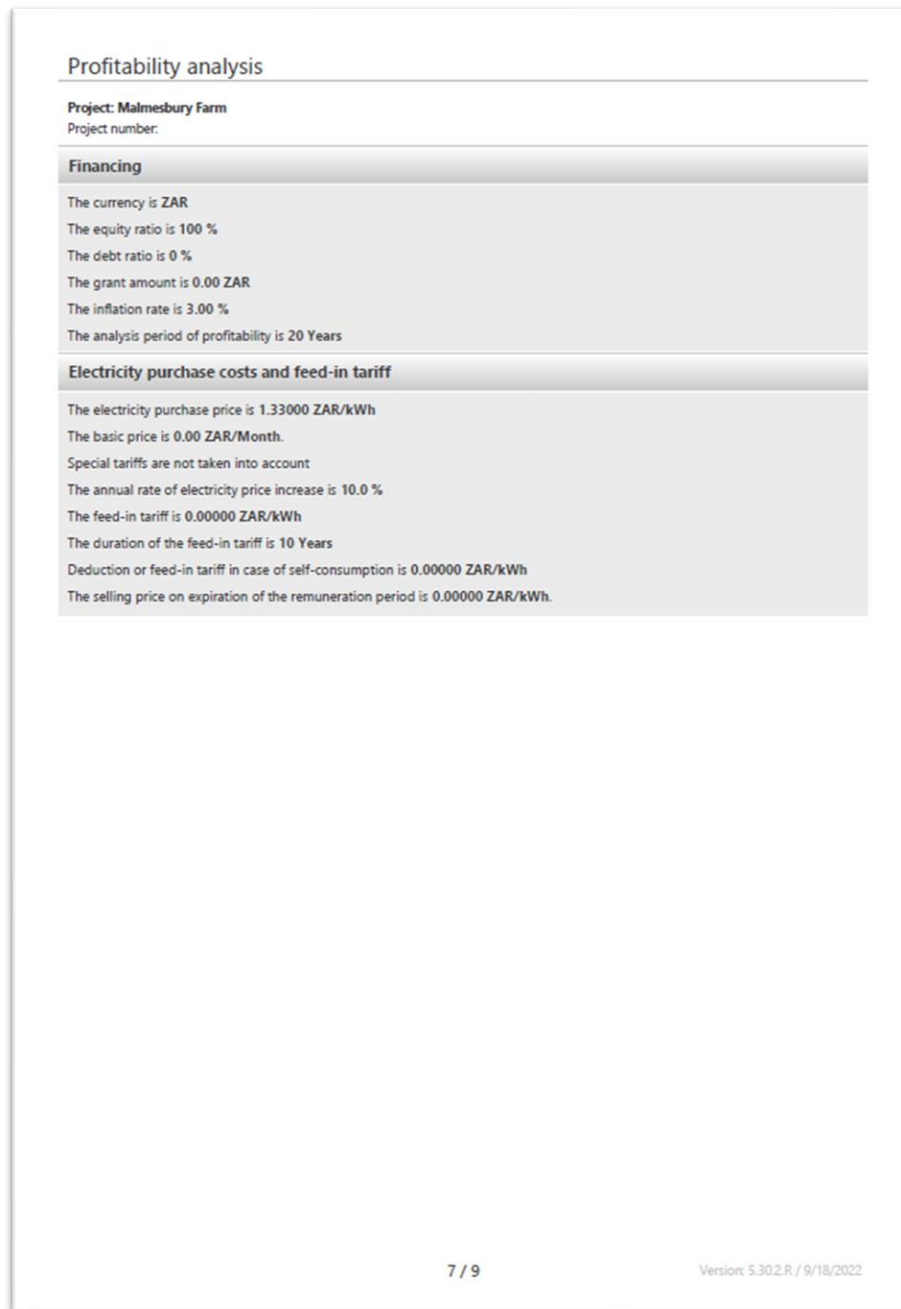 Profitability analysis
Project: Malmesbury Farm
Project number:
Financing
The currency is ZAR
The equity ratio is 100 %
The debt ratio is 0 %
The grant amount is 0.00 ZAR
The inflation rate is 3.00 %
The analysis period of profitability is 20 Years
Electricity purchase costs and feed-in tariff
The electricity purchase price is 1.33000 ZAR/kWh
The basic price is 0.00 ZAR/Month.
Special tariffs are not taken into account
The annual rate of electricity price increase is 10.0 %
The feed-in tariff is 0.00000 ZAR/kWh
The duration of the feed-in tariff is 10 Years
Deduction or feed-in tariff in case of self-consumption is 0.00000 ZAR/kWh
The selling price on expiration of the remuneration period is 0.00000 ZAR/kWh.
7 / 9
Version: 5.30.2.R / 9/18/2022